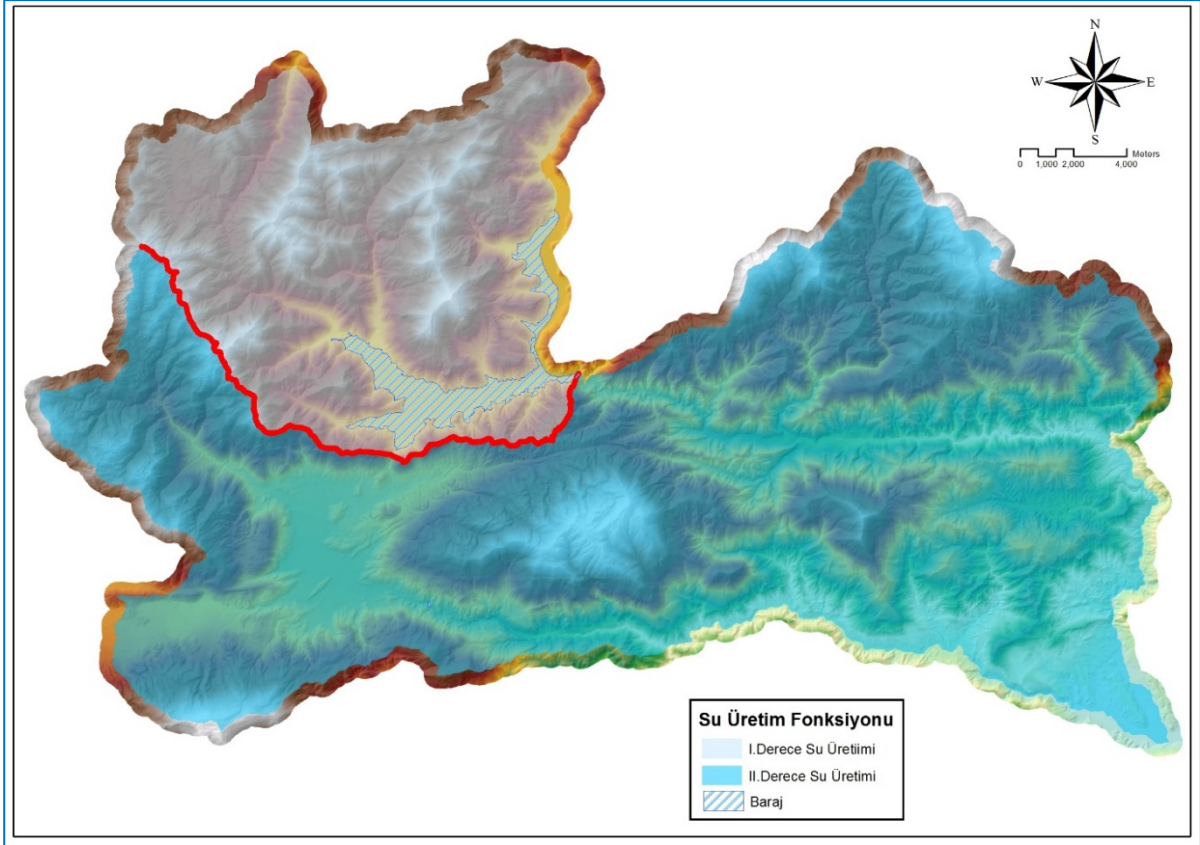 N
W E
S
Meters
0 1,000 2,000 4,000
Su Üretim Fonksiyonu
I.Derece Su Üretiimi
II.Derece Su Üretimi
Baraj